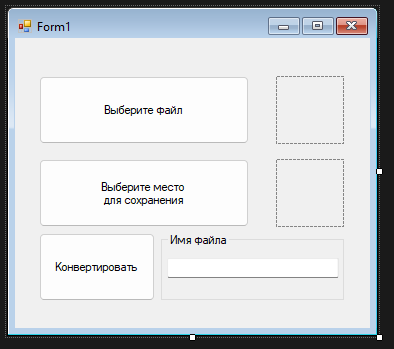 Form1
Выберите файл
Выберите место
для сохранения
Конвертировать
Имя файла